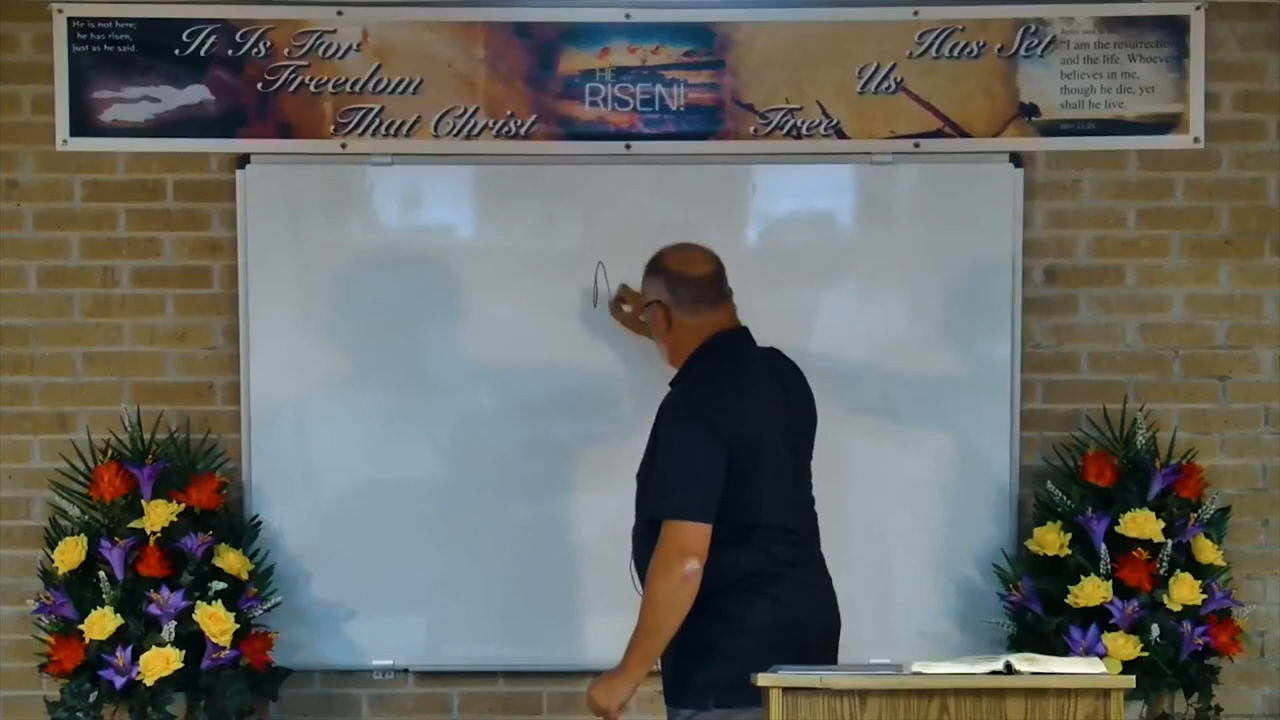 He is not here;
he has risen,
just as he said.
It Is For
Freedom
That Christ
HE
RISEN!
Has Set
Us
Free
"I am the resurrection
and the life. Whoever
believes in me,
though he die, yet
shall he live.